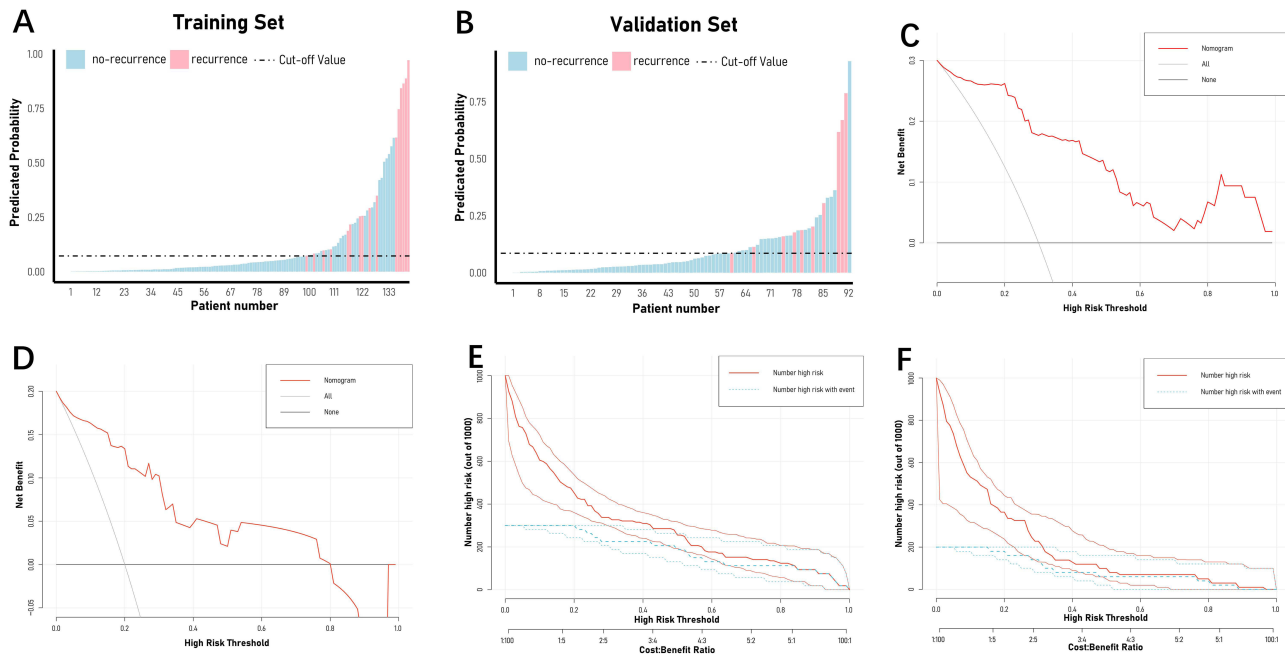 A
Training Set
no-recurrence recurrence Cut-off Value
Predicated Probability
1.00
0.75
0.50
0.25
0.00
1 12 23 34 45 56 67 78 89 100 111 122 133
Patient number
B
Validation Set
no-recurrence recurrence Cut-off Value
Predicated Probability
0.75
0.50
0.25
0.00
1 8 15 22 29 36 43 50 57 64 71 78 85 92
Patient number
C
Nomogram
All
None
Net Benefit
0.3
0.2
0.1
0.0
0.0 0.2 0.4 0.6 0.8 1.0
High Risk Threshold
D
Nomogram
All
None
Net Benefit
0.20
0.15
0.10
0.05
0.00
−0.05
0.0 0.2 0.4 0.6 0.8 1.0
High Risk Threshold
E
Number high risk
Number high risk with event
Number high risk (out of 1000)
1000
800
600
400
200
0
0.0 0.2 0.4 0.6 0.8 1.0
High Risk Threshold
1:100 1:5 2:5 3:4 4:3 5:2 5:1 100:1
Cost:Benefit Ratio
F
Number high risk
Number high risk with event
Number high risk (out of 1000)
1000
800
600
400
200
0
0.0 0.2 0.4 0.6 0.8 1.0
High Risk Threshold
1:100 1:5 2:5 3:4 4:3 5:2 5:1 100:1
Cost:Benefit Ratio